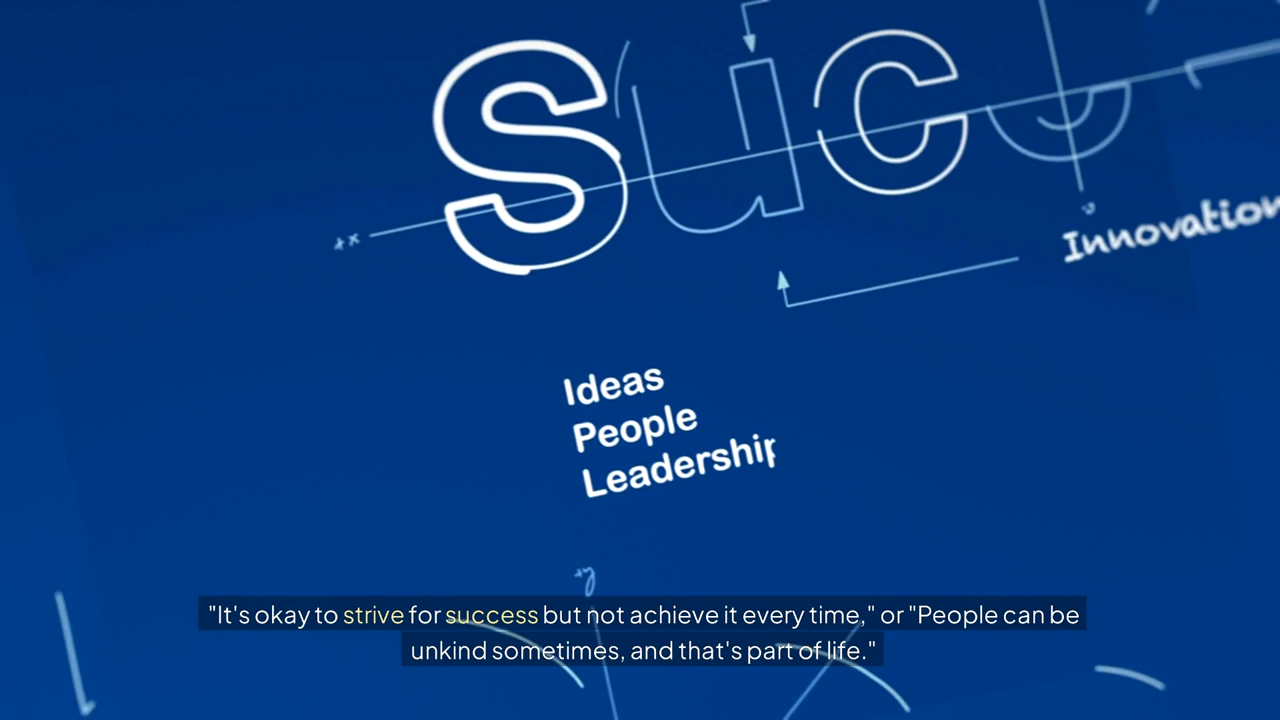 Suc
+x
Innovation
Ideas
People
Leadership
+y
"It's okay to strive for success but not achieve it every time," or "People can be
unkind sometimes, and that's part of life."